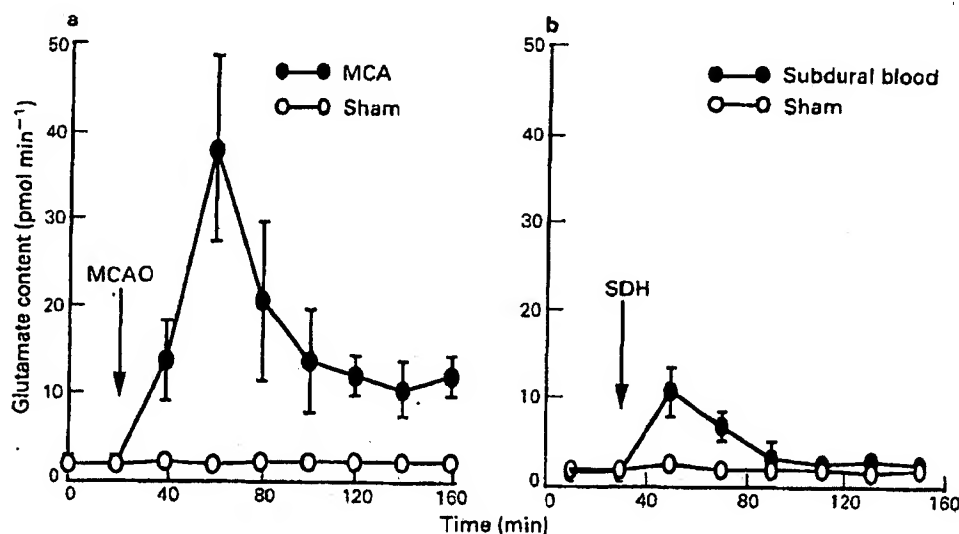 a
50
40
30
20
10
0
Glutamate content (pmol min⁻¹)
MCA
Sham
MCAO
0
40
80
120
160
b
50
40
30
20
10
0
Subdural blood
Sham
SDH
0
40
80
120
160
Time (min)